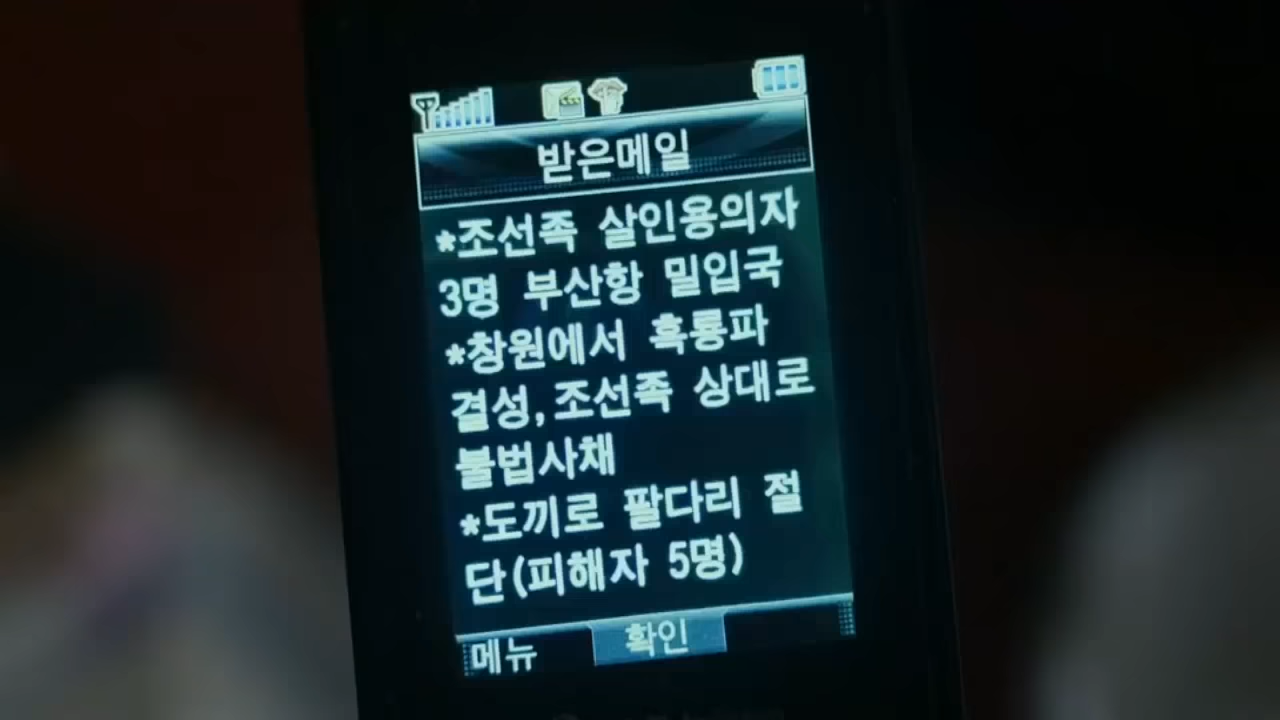 받은메일
*조선족 살인용의자
3명 부산항 밀입국
*창원에서 흑룡파
결성,조선족 상대로
불법사채
*도끼로 팔다리 절
단(피해자 5명)
메뉴 확인